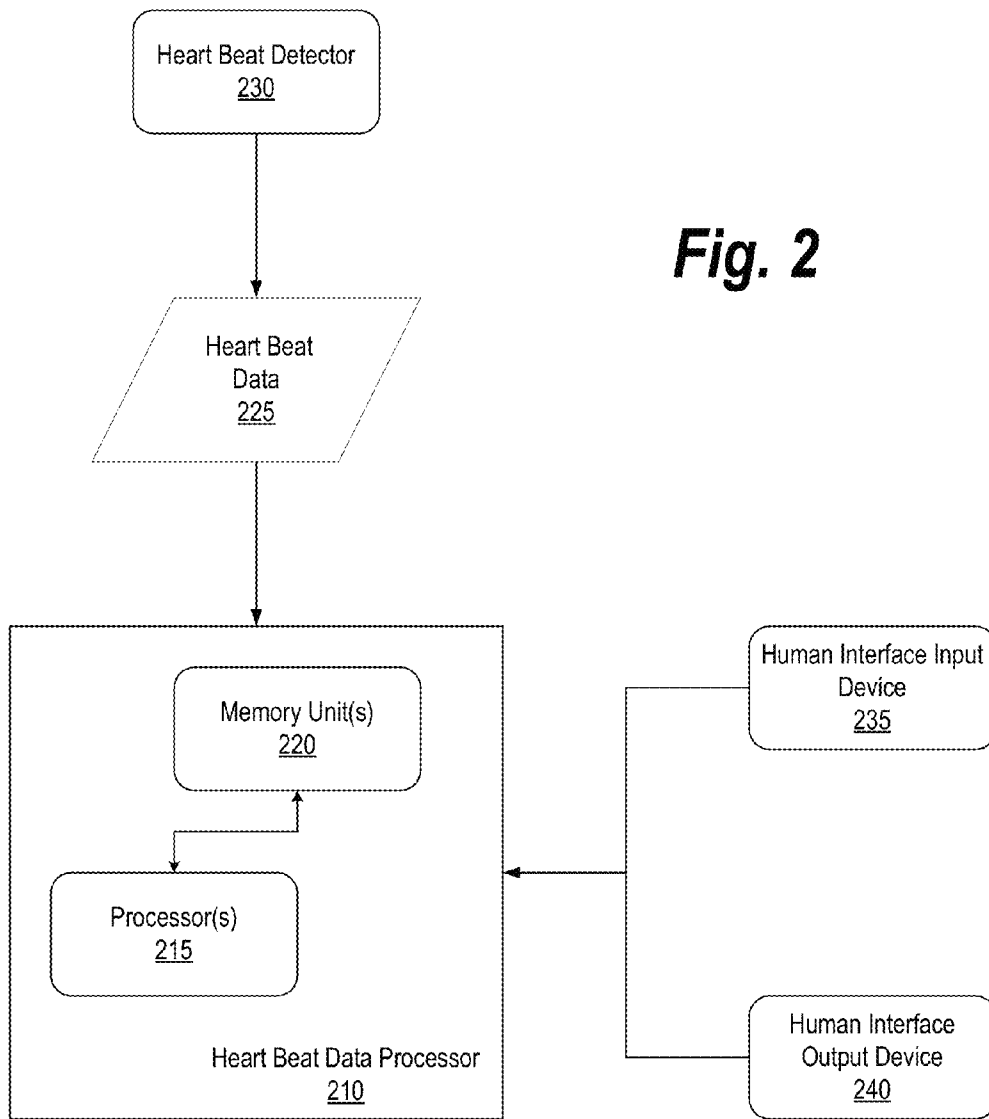 Heart Beat Detector
230
Fig. 2
Heart Beat
Data
225
Memory Unit(s)
220
Human Interface Input
Device
235
Processor(s)
215
Heart Beat Data Processor
210
Human Interface
Output Device
240